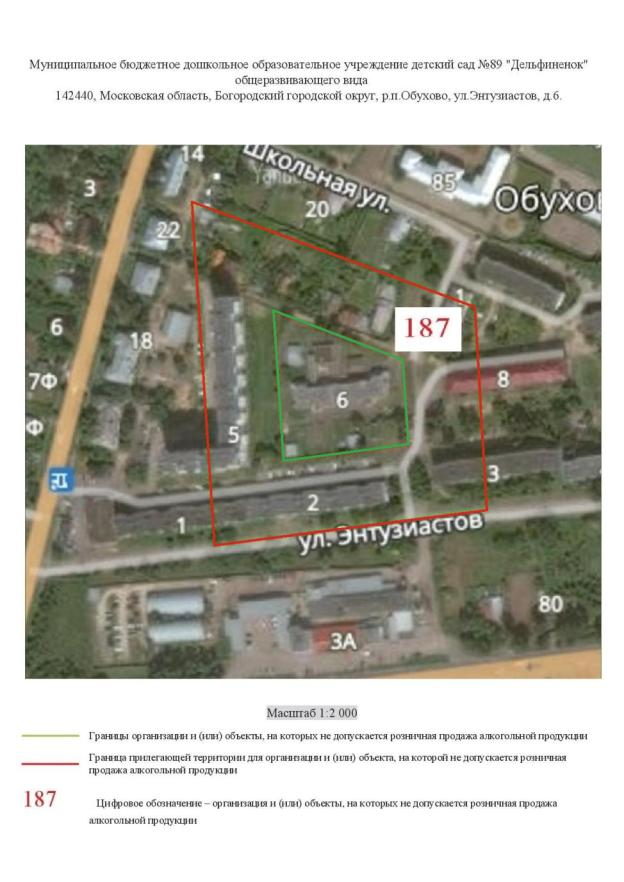 Муниципальное бюджетное дошкольное образовательное учреждение детский сад №89 "Дельфиненок"
общеразвивающего вида
142440, Московская область, Богородский городской округ, р.п.Обухово, ул.Энтузиастов, д.6.
14
Школьная ул.
85
3
20
Обухо
22
1
187
6
18
8
7Ф
6
Ф
5
3
2
1
ул. Энтузиастов
80
3А
Масштаб 1:2 000
Границы организации и (или) объекты, на которых не допускается розничная продажа алкогольной продукции
Граница прилегающей территории для организации и (или) объекта, на которой не допускается розничная
продажа алкогольной продукции
187 Цифровое обозначение – организация и (или) объекты, на которых не допускается розничная продажа
алкогольной продукции